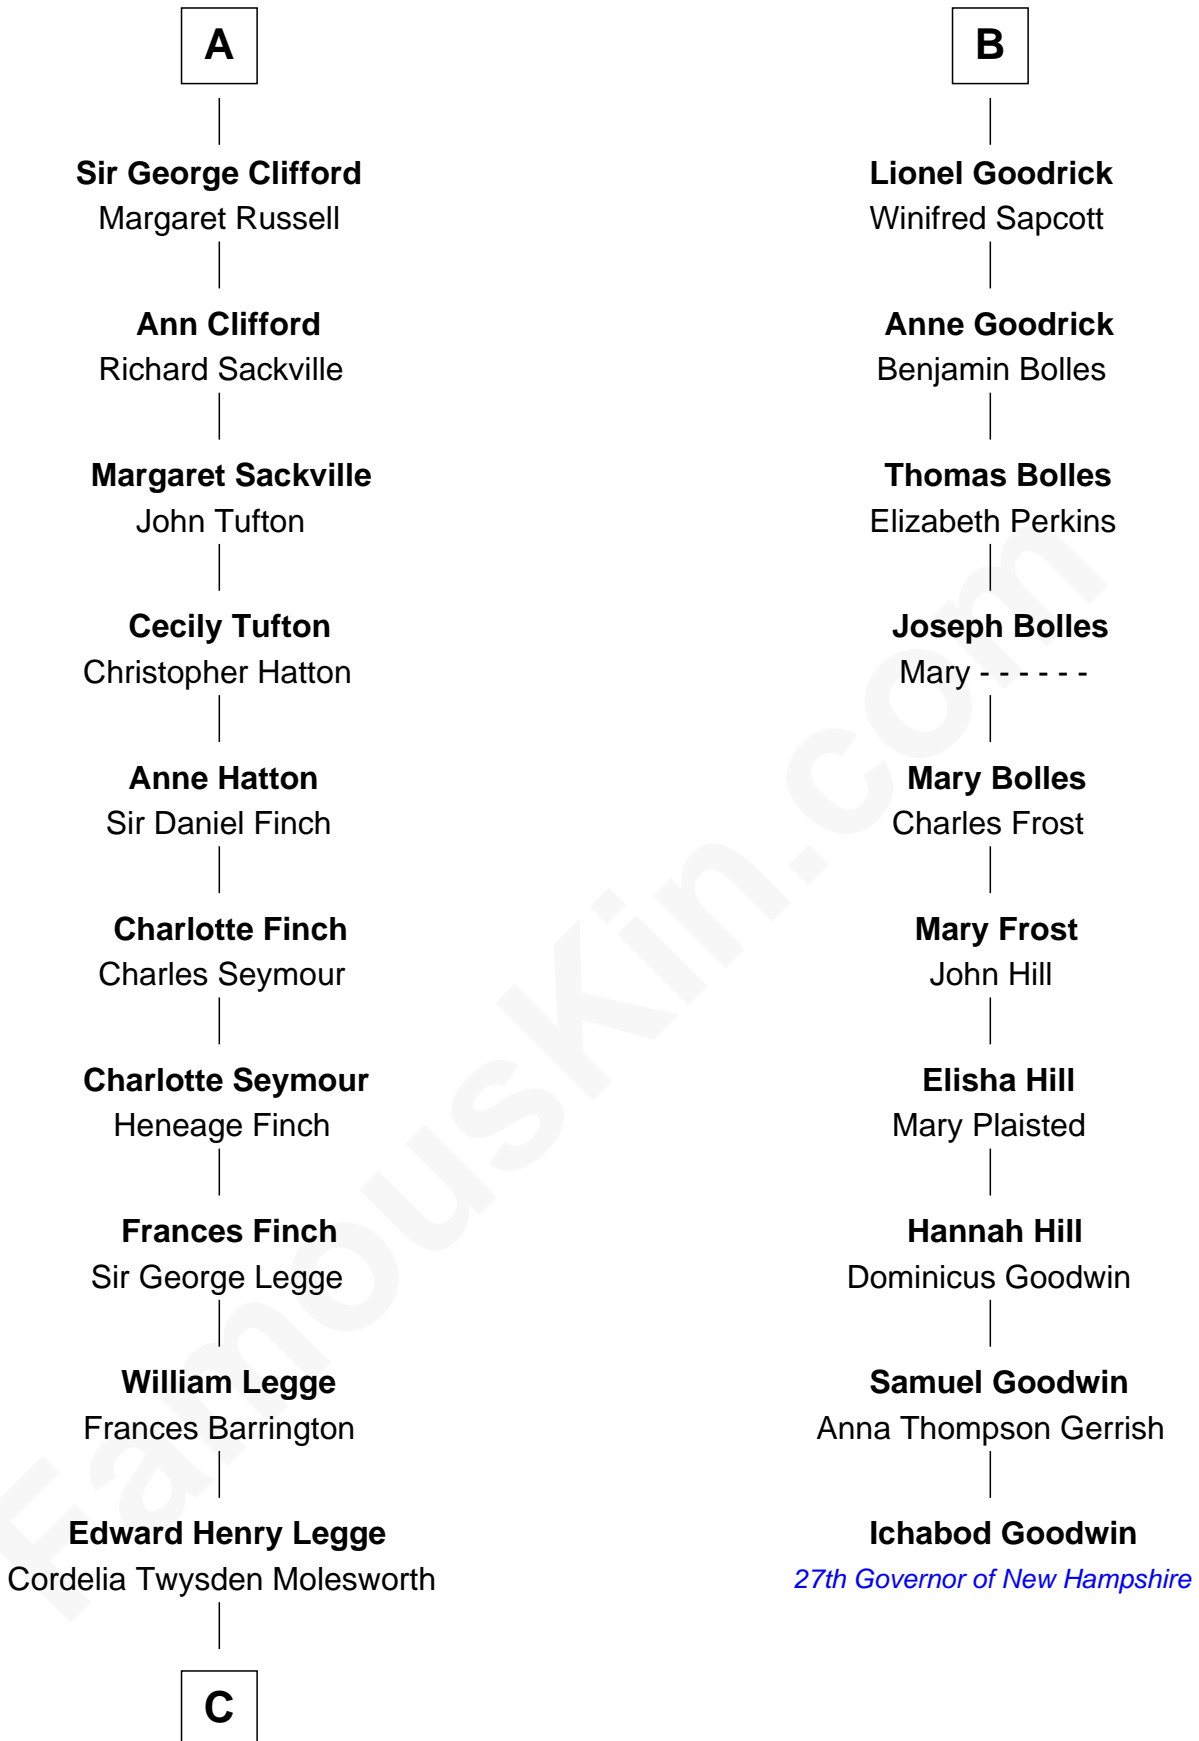 A
Sir George Clifford
Margaret Russell
Ann Clifford
Richard Sackville
Margaret Sackville
John Tufton
Cecily Tufton
Christopher Hatton
Anne Hatton
Sir Daniel Finch
Charlotte Finch
Charles Seymour
Charlotte Seymour
Heneage Finch
Frances Finch
Sir George Legge
William Legge
Frances Barrington
Edward Henry Legge
Cordelia Twysden Molesworth
C
B
Lionel Goodrick
Winifred Sapcott
Anne Goodrick
Benjamin Bolles
Thomas Bolles
Elizabeth Perkins
Joseph Bolles
Mary - - - - - -
Mary Bolles
Charles Frost
Mary Frost
John Hill
Elisha Hill
Mary Plaisted
Hannah Hill
Dominicus Goodwin
Samuel Goodwin
Anna Thompson Gerrish
Ichabod Goodwin
27th Governor of New Hampshire
FamousKin.com